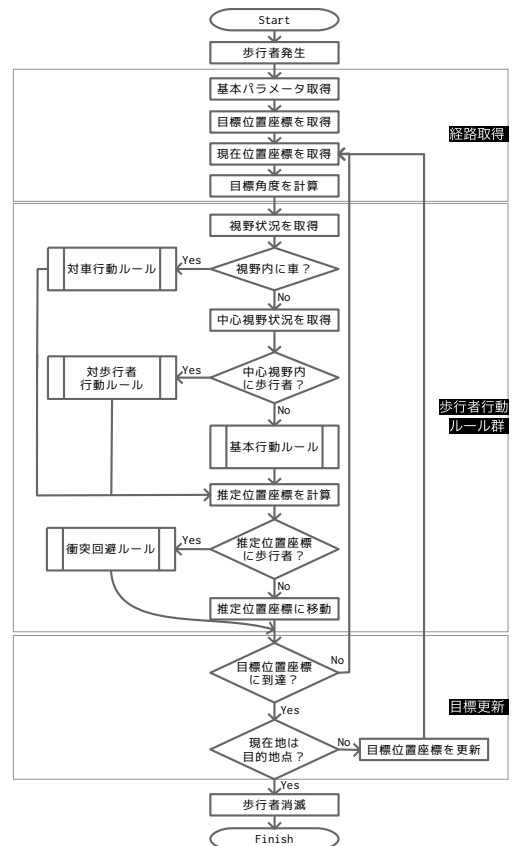 Start
歩行者発生
基本パラメータ取得
目標位置座標を取得
経路取得
現在位置座標を取得
目標角度を計算
視野状況を取得
対車行動ルール
Yes
視野内に車？
No
中心視野状況を取得
対歩行者
行動ルール
Yes
中心視野内
に歩行者？
No
歩行者行動
ルール群
基本行動ルール
推定位置座標を計算
衝突回避ルール
Yes
推定位置座標
に歩行者？
No
推定位置座標に移動
目標位置座標
に到達？
No
Yes
目標更新
現在地は
目的地点？
No
目標位置座標を更新
Yes
歩行者消滅
Finish